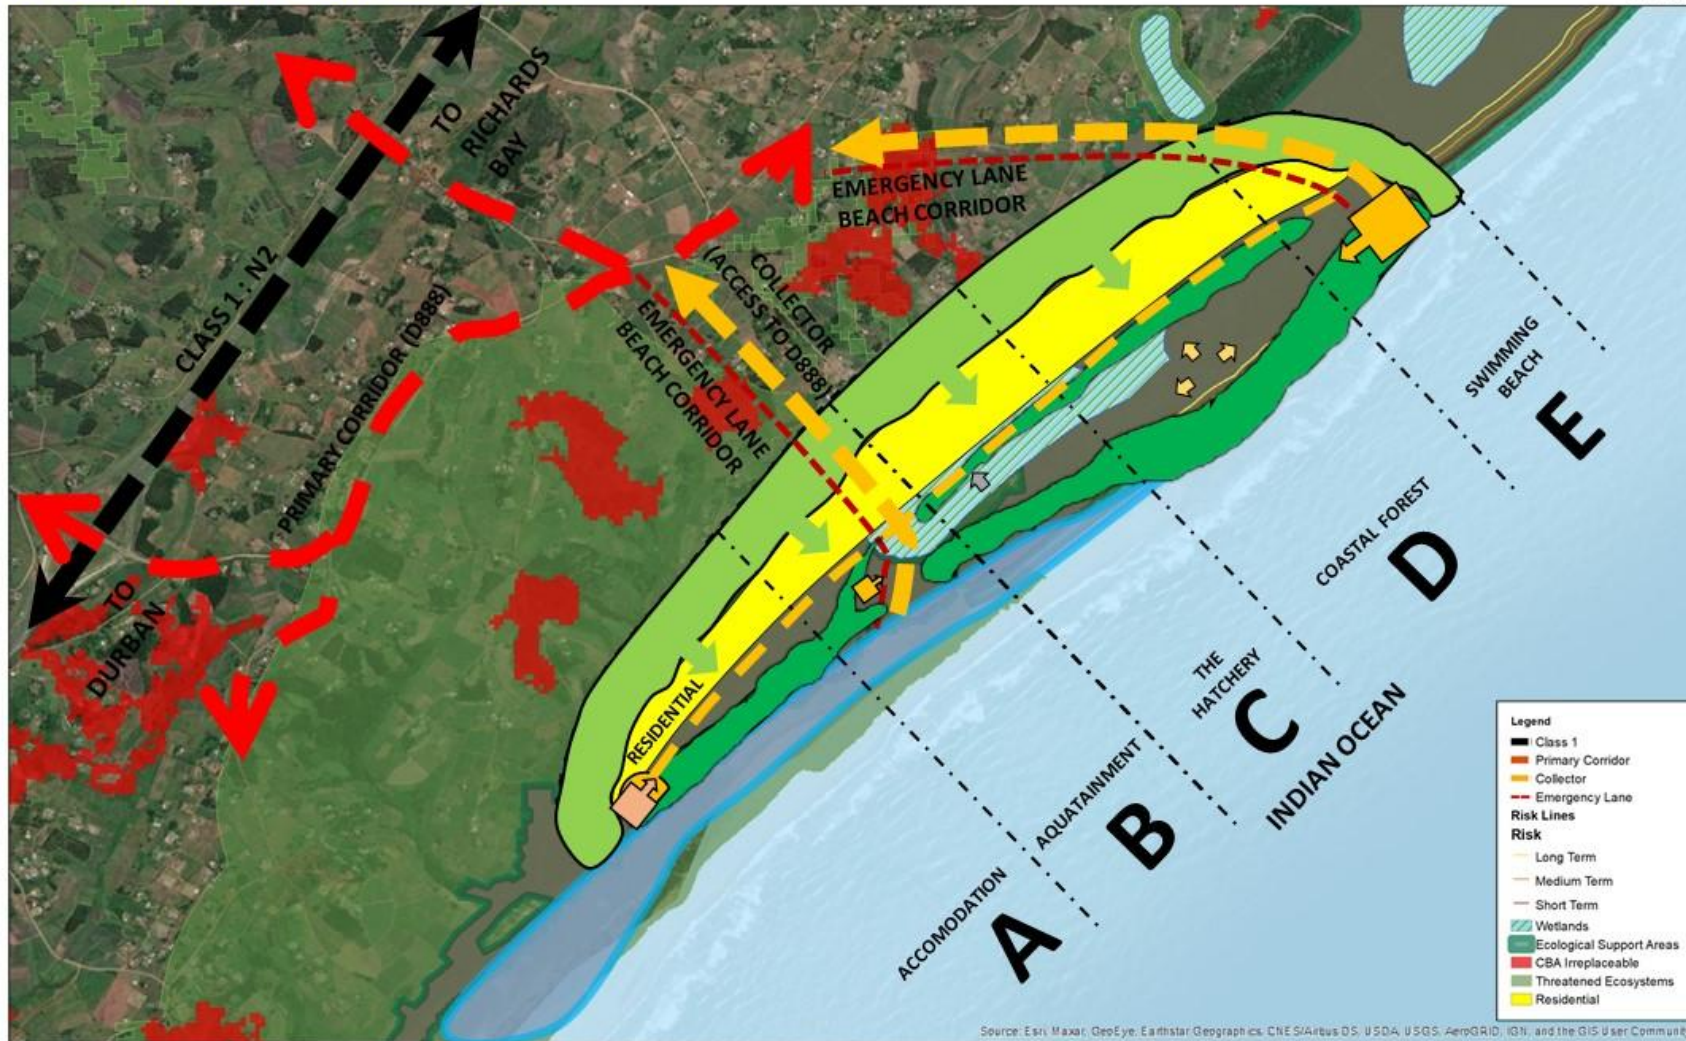 TO
RICHARDS
BAY
CLASS 1 : N2
PRIMARY CORRIDOR (D888)
TO
DURBAN
EMERGENCY LANE
BEACH CORRIDOR
COLLECTOR
(ACCESS TO D888)
EMERGENCY LANE
BEACH CORRIDOR
RESIDENTIAL
SWIMMING
BEACH
E
COASTAL FOREST
D
THE
HATCHERY
C
INDIAN OCEAN
AQUATAINMENT
B
ACCOMODATION
A
Legend
Class 1
Primary Corridor
Collector
Emergency Lane
Risk Lines
Risk
Long Term
Medium Term
Short Term
Wetlands
Ecological Support Areas
CBA Irreplaceable
Threatened Ecosystems
Residential
Source: Esri, Maxar, GeoEye, Earthstar Geographics, CNES/Airbus DS, USDA, USGS, AeroGRID, IGN, and the GIS User Community